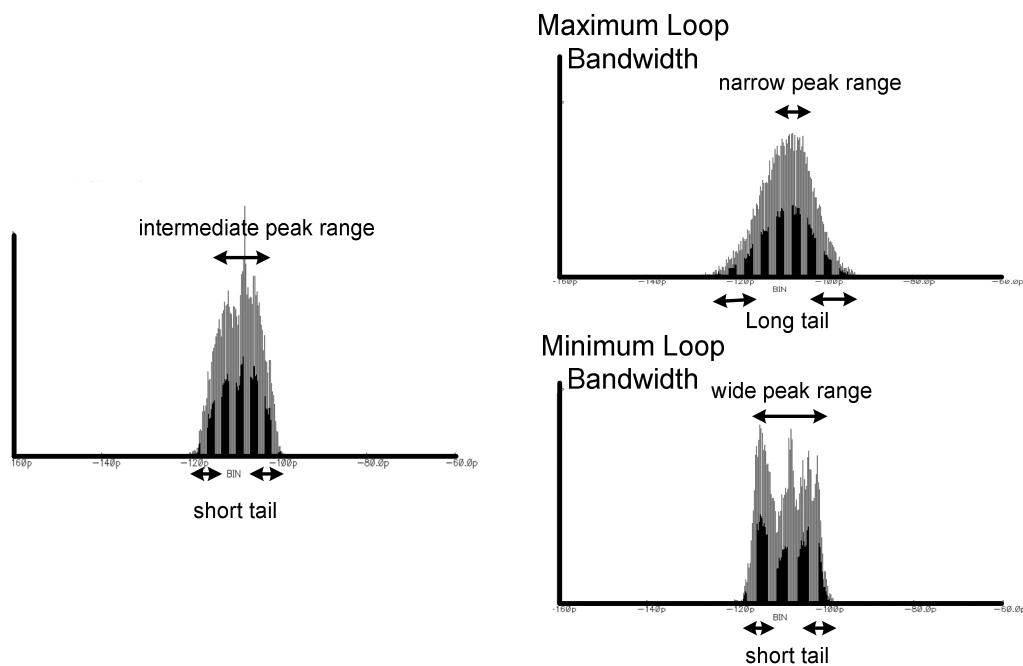 intermediate peak range
160p -140p -120p -100p -80.0p -60.0p
BIN
short tail
Maximum Loop
Bandwidth
narrow peak range
-160p -140p -120p -100p -80.0p -60.0p
BIN
Long tail
Minimum Loop
Bandwidth
wide peak range
-160p -140p -120p -100p -80.0p -60.0p
BIN
short tail